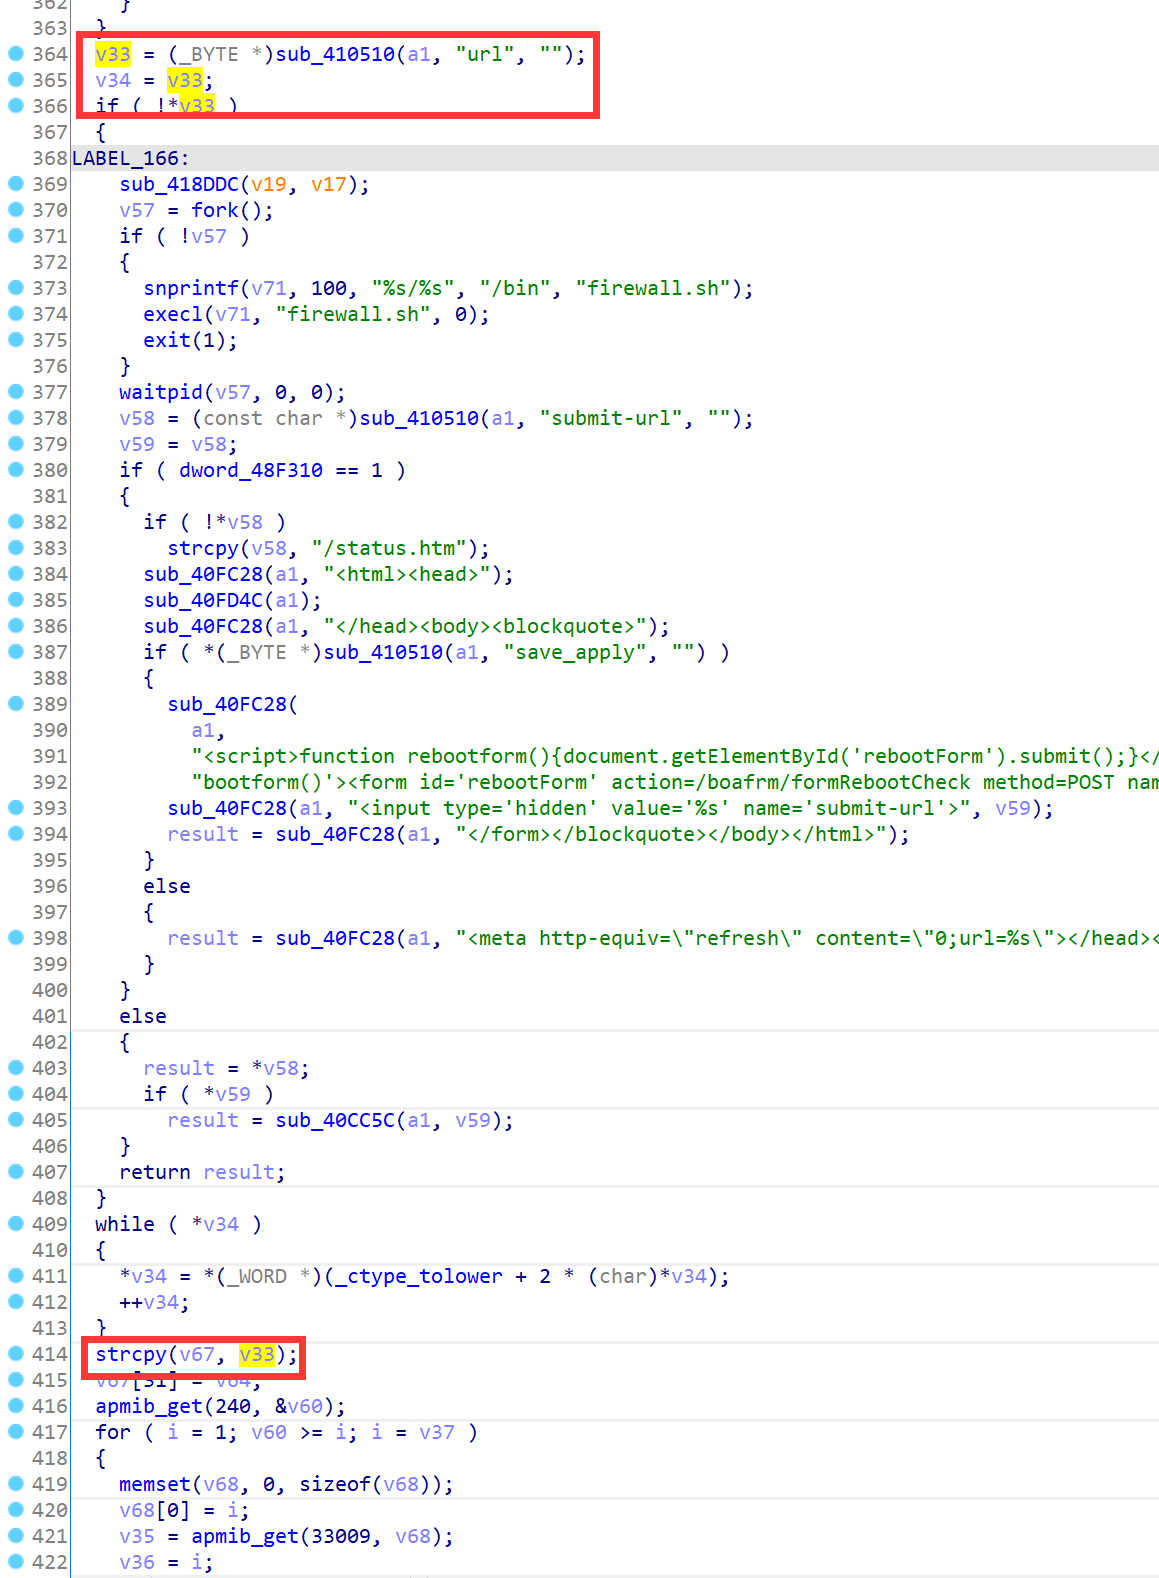 362 }
363 }
364 v33 = (_BYTE *)sub_410510(a1, "url", "");
365 v34 = v33;
366 if ( !*v33 )
367 {
368 LABEL_166:
369 sub_418DDC(v19, v17);
370 v57 = fork();
371 if ( !v57 )
372 {
373 snprintf(v71, 100, "%s/%s", "/bin", "firewall.sh");
374 execl(v71, "firewall.sh", 0);
375 exit(1);
376 }
377 waitpid(v57, 0, 0);
378 v58 = (const char *)sub_410510(a1, "submit-url", "");
379 v59 = v58;
380 if ( dword_48F310 == 1 )
381 {
382 if ( !*v58 )
383 strcpy(v58, "/status.htm");
384 sub_40FC28(a1, "<html><head>");
385 sub_40FD4C(a1);
386 sub_40FC28(a1, "</head><body><blockquote>");
387 if ( *(_BYTE *)sub_410510(a1, "save_apply", "") )
388 {
389 sub_40FC28(
390 a1,
391 "<script>function rebootform(){document.getElementById('rebootForm').submit();}</
392 "bootform()'><form id='rebootForm' action=/boafrm/formRebootCheck method=POST nam
393 sub_40FC28(a1, "<input type='hidden' value='%s' name='submit-url'>", v59);
394 result = sub_40FC28(a1, "</form></blockquote></body></html>");
395 }
396 else
397 {
398 result = sub_40FC28(a1, "<meta http-equiv=\"refresh\" content=\"0;url=%s\"></head><
399 }
400 }
401 else
402 {
403 result = *v58;
404 if ( *v59 )
405 result = sub_40CC5C(a1, v59);
406 }
407 return result;
408 }
409 while ( *v34 )
410 {
411 *v34 = *(_WORD *)(_ctype_tolower + 2 * (char)*v34);
412 ++v34;
413 }
414 strcpy(v67, v33);
415 v67[31] = v64;
416 apmib_get(240, &v60);
417 for ( i = 1; v60 >= i; i = v37 )
418 {
419 memset(v68, 0, sizeof(v68));
420 v68[0] = i;
421 v35 = apmib_get(33009, v68);
422 v36 = i;